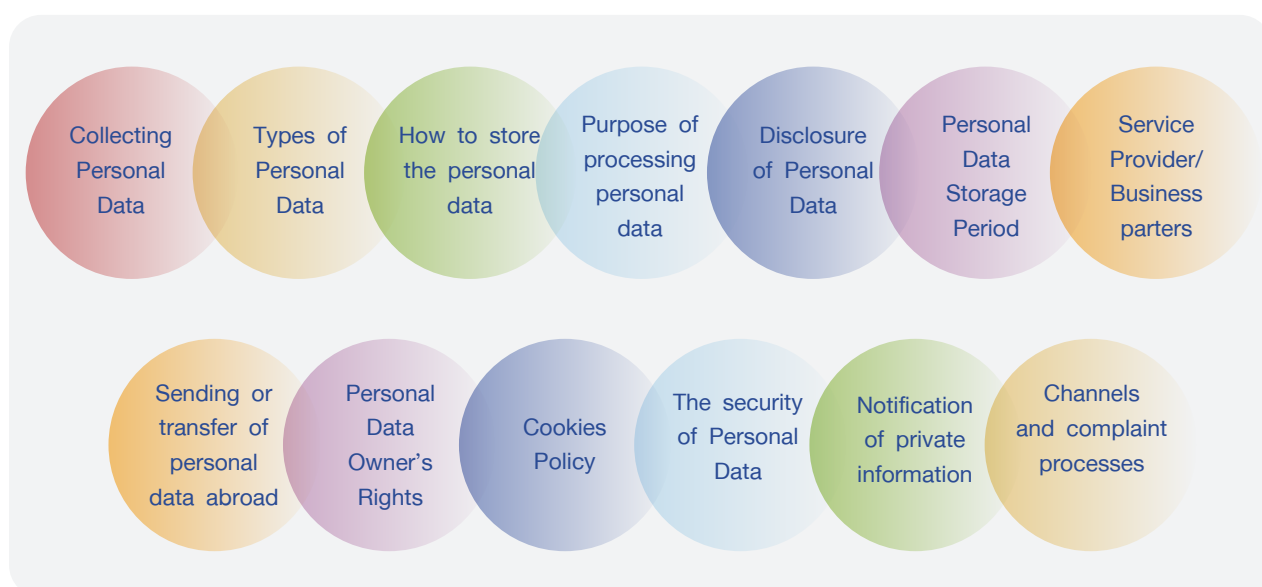 Collecting
Personal
Data
Types of
Personal
Data
How to store
the personal
data
Purpose of
processing
personal
data
Disclosure
of Personal
Data
Personal
Data
Storage
Period
Service
Provider/
Business
parters
Sending or
transfer of
personal
data abroad
Personal
Data
Owner’s
Rights
Cookies
Policy
The security
of Personal
Data
Notification
of private
information
Channels
and complaint
processes